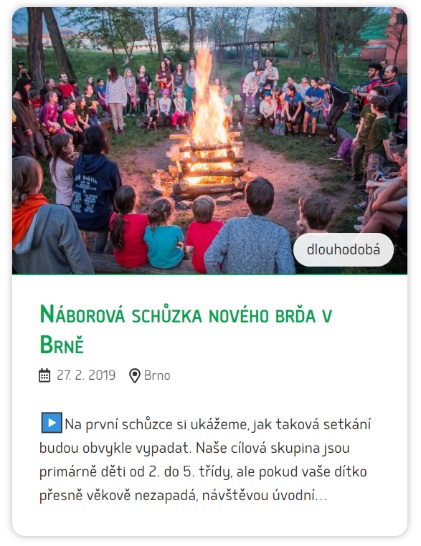 dlouhodobá
Náborová schůzka nového brďa v
Brně
27. 2. 2019 Brno
Na první schůzce si ukážeme, jak taková setkání
budou obvykle vypadat. Naše cílová skupina jsou
primárně děti od 2. do 5. třídy, ale pokud vaše dítko
přesně věkově nezapadá, návštěvou úvodní…